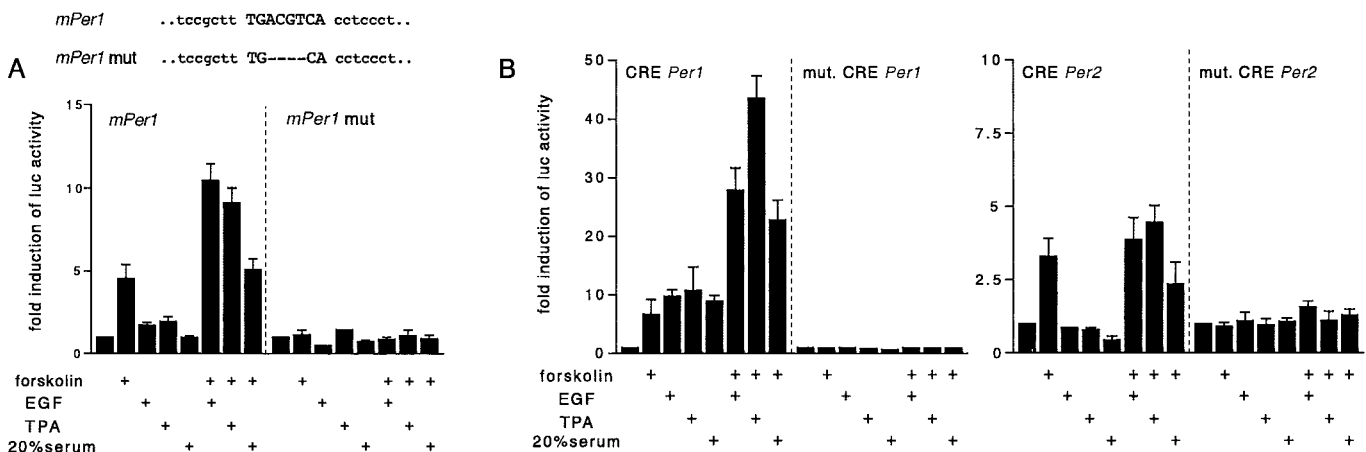 mPer1 ..tccgctt TGACGTCA cctccct..
mPer1 mut ..tccgctt TG----CA cctccct..
A
fold induction of luc activity
15
10
5
0
mPer1
mPer1 mut
forskolin + + + + + + + +
EGF + + + +
TPA + + + +
20%serum + + + +
B
fold induction of luc activity
50
40
30
20
10
0
CRE Per1
mut. CRE Per1
forskolin + + + + + + + +
EGF + + + +
TPA + + + +
20%serum + + + +
10
7.5
5
2.5
0
CRE Per2
mut. CRE Per2
+ + + + + + + +
+ + + +
+ + + +
+ + + +